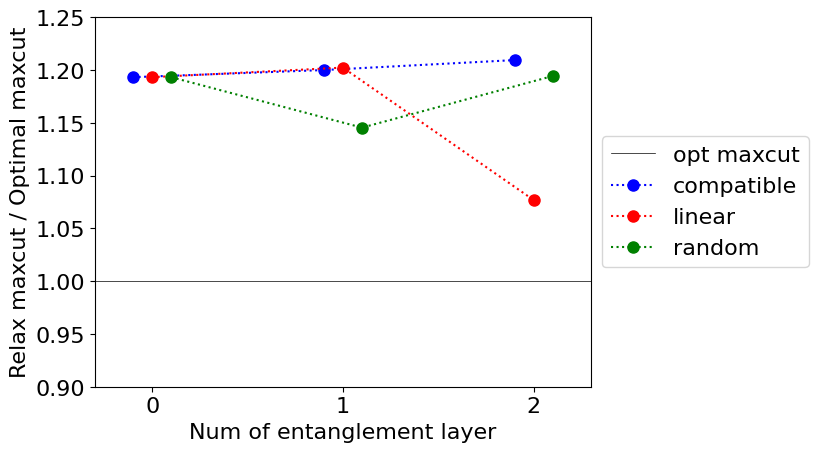 1.25
1.20
1.15
1.10
1.05
1.00
0.95
0.90
Relax maxcut / Optimal maxcut
0 1 2
Num of entanglement layer
opt maxcut
compatible
linear
random